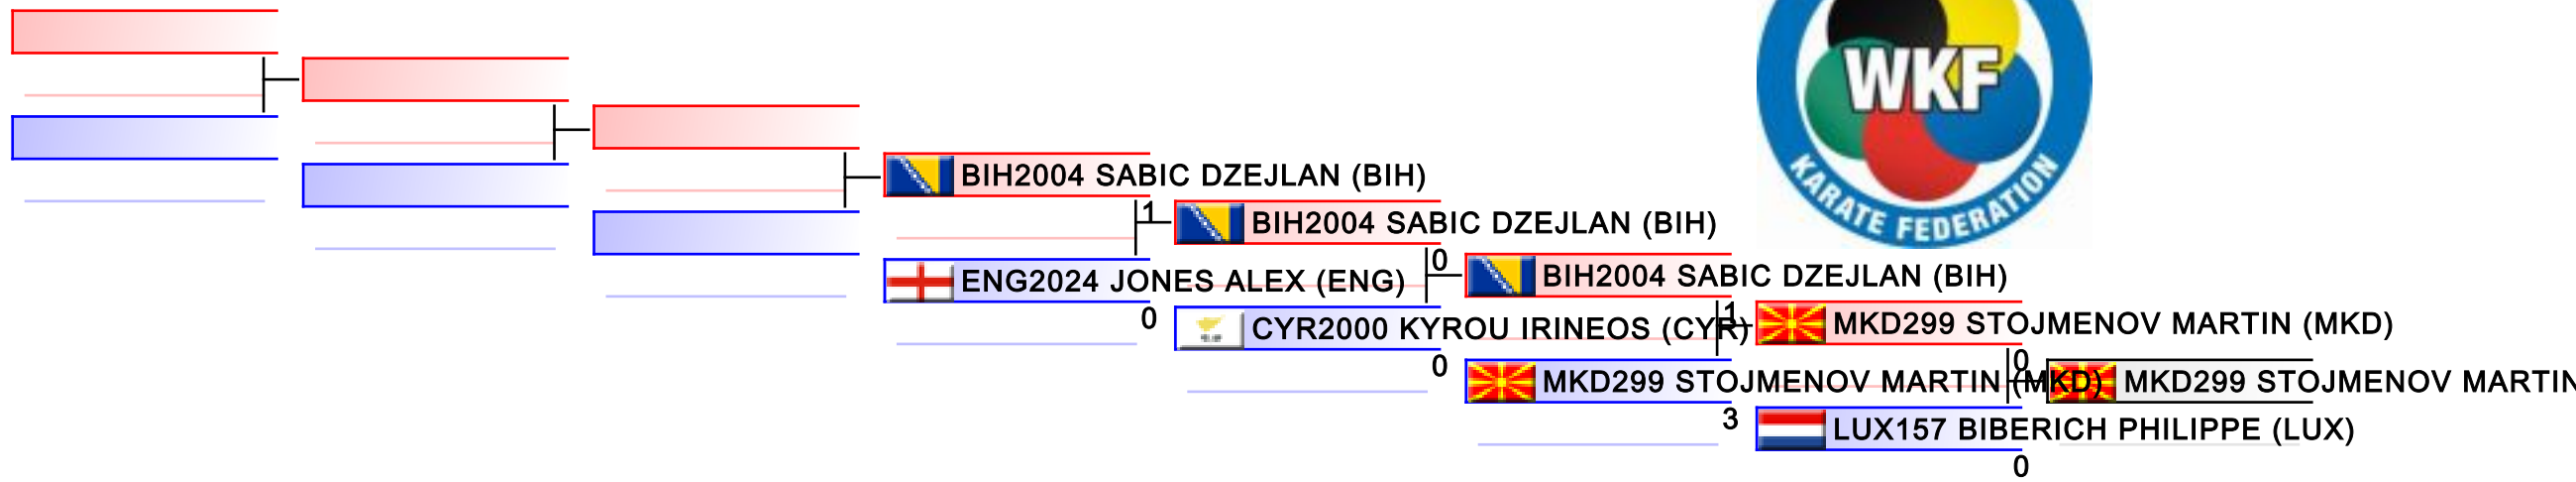 WKF
KARATE FEDERATION
BIH2004 SABIC DZEJLAN (BIH)
1
BIH2004 SABIC DZEJLAN (BIH)
ENG2024 JONES ALEX (ENG)
0
0
BIH2004 SABIC DZEJLAN (BIH)
CYR2000 KYROU IRINEOS (CYR)
0
1
MKD299 STOJMENOV MARTIN (MKD)
MKD299 STOJMENOV MARTIN (MKD)
3
0
MKD299 STOJMENOV MARTIN
LUX157 BIBERICH PHILIPPE (LUX)
0